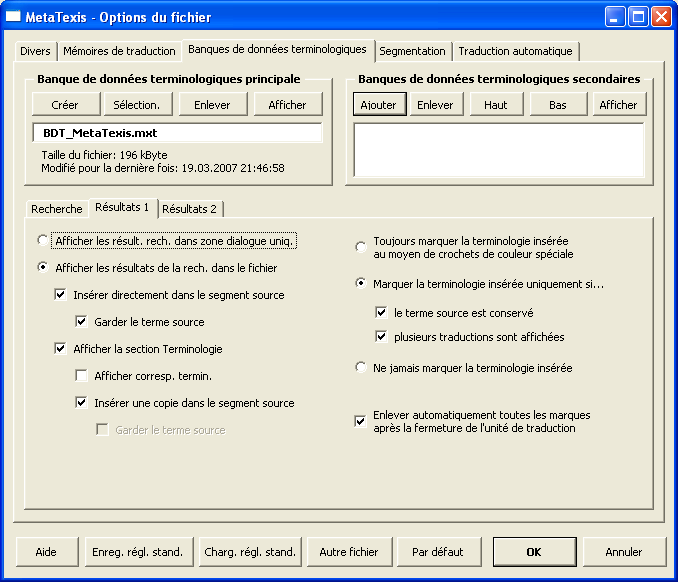 MetaTexis - Options du fichier
Divers
Mémoires de traduction
Banques de données terminologiques
Segmentation
Traduction automatique
Banque de données terminologiques principale
Créer
Sélection.
Enlever
Afficher
BDT_MetaTexis.mxt
Taille du fichier: 196 kByte
Modifié pour la dernière fois: 19.03.2007 21:46:58
Banques de données terminologiques secondaires
Ajouter
Enlever
Haut
Bas
Afficher
Recherche
Résultats 1
Résultats 2
Afficher les résult. rech. dans zone dialogue uniq.
Afficher les résultats de la rech. dans le fichier
Insérer directement dans le segment source
Garder le terme source
Afficher la section Terminologie
Afficher corresp. termin.
Insérer une copie dans le segment source
Garder le terme source
Toujours marquer la terminologie insérée
au moyen de crochets de couleur spéciale
Marquer la terminologie insérée uniquement si...
le terme source est conservé
plusieurs traductions sont affichées
Ne jamais marquer la terminologie insérée
Enlever automatiquement toutes les marques
après la fermeture de l'unité de traduction
Aide
Enreg. régl. stand.
Charg. régl. stand.
Autre fichier
Par défaut
OK
Annuler